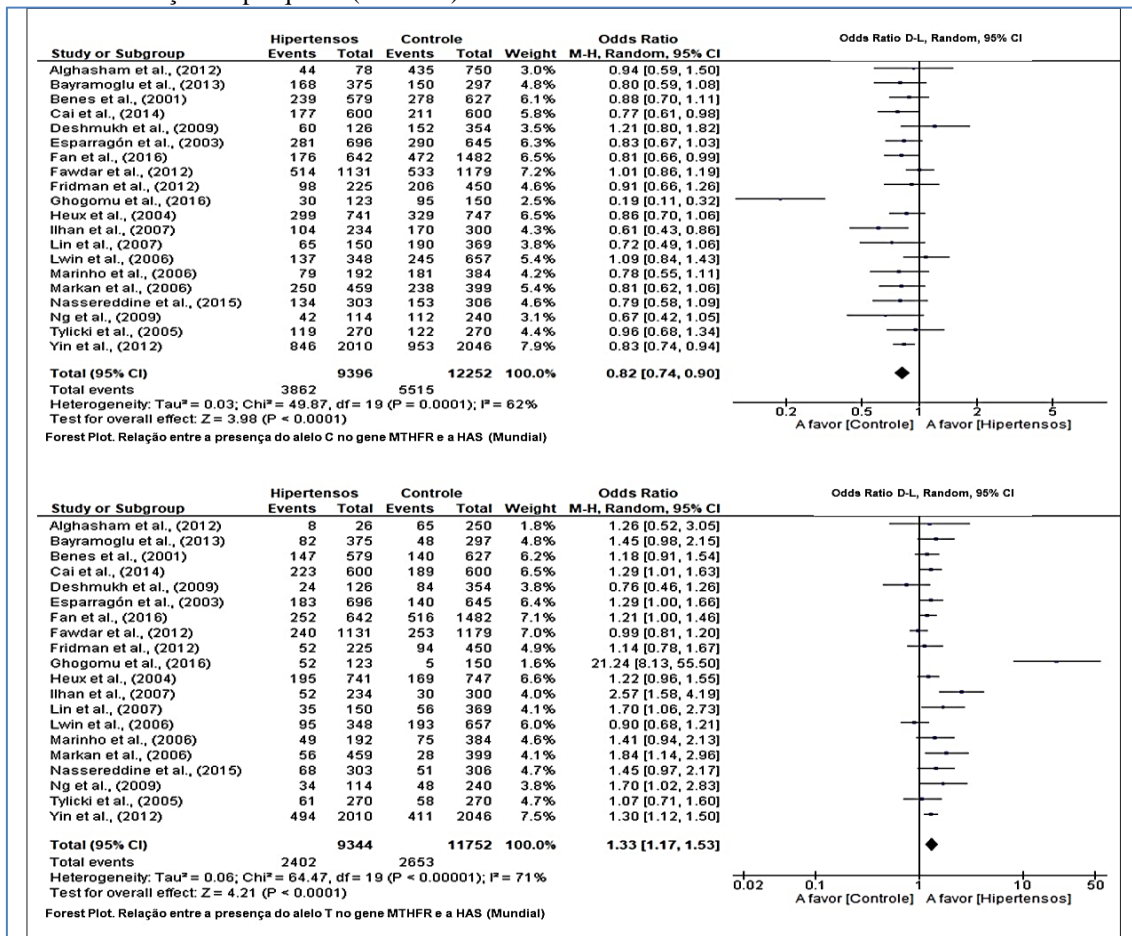 Hipertensos Controle Odds Ratio Odds Ratio D-L, Random, 95% CI
Study or Subgroup Events Total Events Total Weight M-H, Random, 95% CI
Alghasham et al., (2012) 44 78 435 750 3.0% 0.94 [0.59, 1.50]
Bayramoglu et al., (2013) 168 375 150 297 4.8% 0.80 [0.59, 1.08]
Benes et al., (2001) 239 579 278 627 6.1% 0.88 [0.70, 1.11]
Cai et al., (2014) 177 600 211 600 5.8% 0.77 [0.61, 0.98]
Deshmukh et al., (2009) 60 126 152 354 3.5% 1.21 [0.80, 1.82]
Esparragón et al., (2003) 281 696 290 645 6.3% 0.83 [0.67, 1.03]
Fan et al., (2016) 176 642 472 1482 6.5% 0.81 [0.66, 0.99]
Fawdar et al., (2012) 514 1131 533 1179 7.2% 1.01 [0.86, 1.19]
Fridman et al., (2012) 98 225 206 450 4.6% 0.91 [0.66, 1.26]
Ghogomu et al., (2016) 30 123 95 150 2.5% 0.19 [0.11, 0.32]
Heux et al., (2004) 299 741 329 747 6.5% 0.86 [0.70, 1.06]
Ilhan et al., (2007) 104 234 170 300 4.3% 0.61 [0.43, 0.86]
Lin et al., (2007) 65 150 190 369 3.8% 0.72 [0.49, 1.06]
Lwin et al., (2006) 137 348 245 657 5.4% 1.09 [0.84, 1.43]
Marinho et al., (2006) 79 192 181 384 4.2% 0.78 [0.55, 1.11]
Markan et al., (2006) 250 459 238 399 5.4% 0.81 [0.62, 1.06]
Nassereddine et al., (2015) 134 303 153 306 4.6% 0.79 [0.58, 1.09]
Ng et al., (2009) 42 114 112 240 3.1% 0.67 [0.42, 1.05]
Tylicki et al., (2005) 119 270 122 270 4.4% 0.96 [0.68, 1.34]
Yin et al., (2012) 846 2010 953 2046 7.9% 0.83 [0.74, 0.94]
Total (95% CI) 9396 12252 100.0% 0.82 [0.74, 0.90]
Total events 3862 5515
Heterogeneity: Tau² = 0.03; Chi² = 49.87, df = 19 (P = 0.0001); I² = 62%
Test for overall effect: Z = 3.98 (P < 0.0001)
0.2 0.5 1 2 5
A favor [Controle] A favor [Hipertensos]
Forest Plot. Relação entre a presença do alelo C no gene MTHFR e a HAS (Mundial)
Hipertensos Controle Odds Ratio Odds Ratio D-L, Random, 95% CI
Study or Subgroup Events Total Events Total Weight M-H, Random, 95% CI
Alghasham et al., (2012) 8 26 65 250 1.8% 1.26 [0.52, 3.05]
Bayramoglu et al., (2013) 82 375 48 297 4.8% 1.45 [0.98, 2.15]
Benes et al., (2001) 147 579 140 627 6.2% 1.18 [0.91, 1.54]
Cai et al., (2014) 223 600 189 600 6.5% 1.29 [1.01, 1.63]
Deshmukh et al., (2009) 24 126 84 354 3.8% 0.76 [0.46, 1.26]
Esparragón et al., (2003) 183 696 140 645 6.4% 1.29 [1.00, 1.66]
Fan et al., (2016) 252 642 516 1482 7.1% 1.21 [1.00, 1.46]
Fawdar et al., (2012) 240 1131 253 1179 7.0% 0.99 [0.81, 1.20]
Fridman et al., (2012) 52 225 94 450 4.9% 1.14 [0.78, 1.67]
Ghogomu et al., (2016) 52 123 5 150 1.6% 21.24 [8.13, 55.50]
Heux et al., (2004) 195 741 169 747 6.6% 1.22 [0.96, 1.55]
Ilhan et al., (2007) 52 234 30 300 4.0% 2.57 [1.58, 4.19]
Lin et al., (2007) 35 150 56 369 4.0% 1.70 [1.06, 2.73]
Lwin et al., (2006) 95 348 193 657 6.0% 0.90 [0.68, 1.21]
Marinho et al., (2006) 49 192 75 384 4.6% 1.41 [0.94, 2.13]
Markan et al., (2006) 56 459 28 399 4.1% 1.84 [1.14, 2.96]
Nassereddine et al., (2015) 68 303 51 306 4.7% 1.45 [0.97, 2.17]
Ng et al., (2009) 34 114 48 240 3.8% 1.70 [1.02, 2.83]
Tylicki et al., (2005) 61 270 58 270 4.7% 1.07 [0.71, 1.60]
Yin et al., (2012) 494 2010 411 2046 7.5% 1.30 [1.12, 1.50]
Total (95% CI) 9344 11752 100.0% 1.33 [1.17, 1.53]
Total events 2402 2653
Heterogeneity: Tau² = 0.06; Chi² = 64.47, df = 19 (P < 0.00001); I² = 71%
Test for overall effect: Z = 4.21 (P < 0.0001)
0.02 0.1 1 10 50
A favor [Controle] A favor [Hipertensos]
Forest Plot. Relação entre a presença do alelo T no gene MTHFR e a HAS (Mundial)